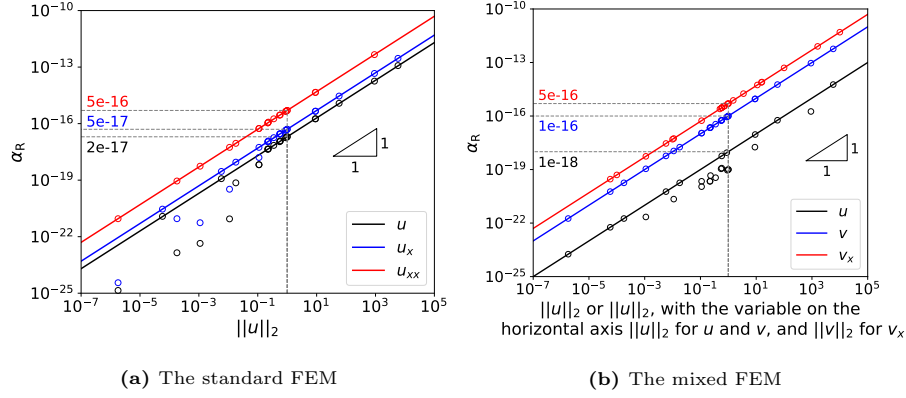 10^-10
10^-13
10^-16
10^-19
10^-22
10^-25
α_R
5e-16
5e-17
2e-17
1
1
u
u_x
u_xx
10^-7 10^-5 10^-3 10^-1 10^1 10^3 10^5
||u||_2
(a) The standard FEM
10^-10
10^-13
10^-16
10^-19
10^-22
10^-25
α_R
5e-16
1e-16
1e-18
1
1
u
v
v_x
10^-7 10^-5 10^-3 10^-1 10^1 10^3 10^5
||u||_2 or ||u||_2, with the variable on the
horizontal axis ||u||_2 for u and v, and ||v||_2 for v_x
(b) The mixed FEM